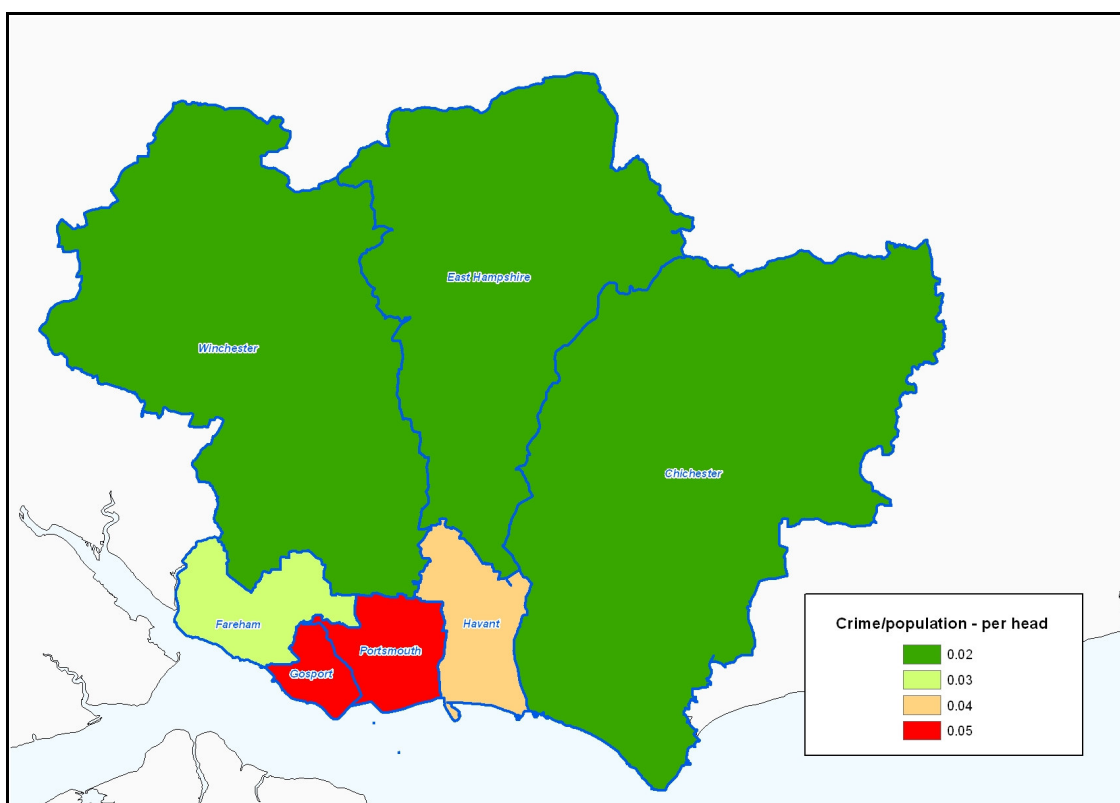 East Hampshire
Winchester
Chichester
Fareham
Portsmouth
Havant
Gosport
Crime/population - per head
0.02
0.03
0.04
0.05